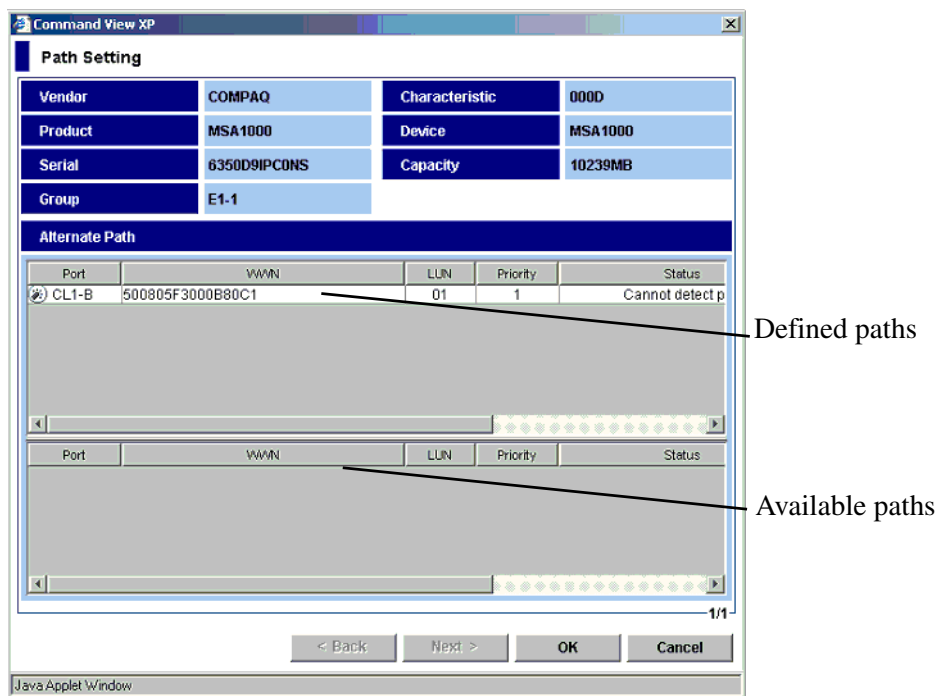 Command View XP
Path Setting
Vendor COMPAQ Characteristic 000D
Product MSA1000 Device MSA1000
Serial 6350D9IPC0NS Capacity 10239MB
Group E1-1
Alternate Path
Port WWN LUN Priority Status
CL1-B 500805F3000B80C1 01 1 Cannot detect p
Defined paths
Port WWN LUN Priority Status
Available paths
1/1
< Back Next > OK Cancel
Java Applet Window